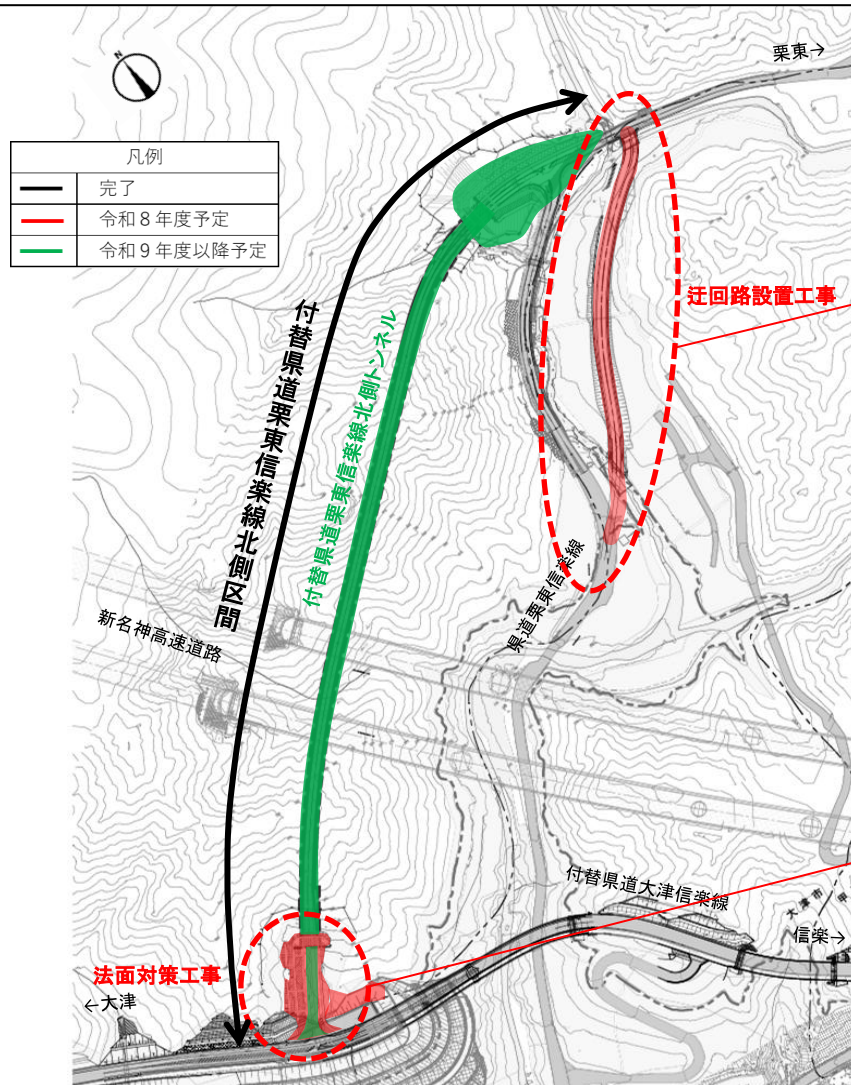 N
栗東→
凡例
完了
令和８年度予定
令和９年度以降予定
迂回路設置工事
付替県道栗東信楽線北側区間
付替県道栗東信楽線北側トンネル
県道栗東信楽線
新名神高速道路
付替県道大津信楽線
大津市
甲
信楽→
法面対策工事
←大津